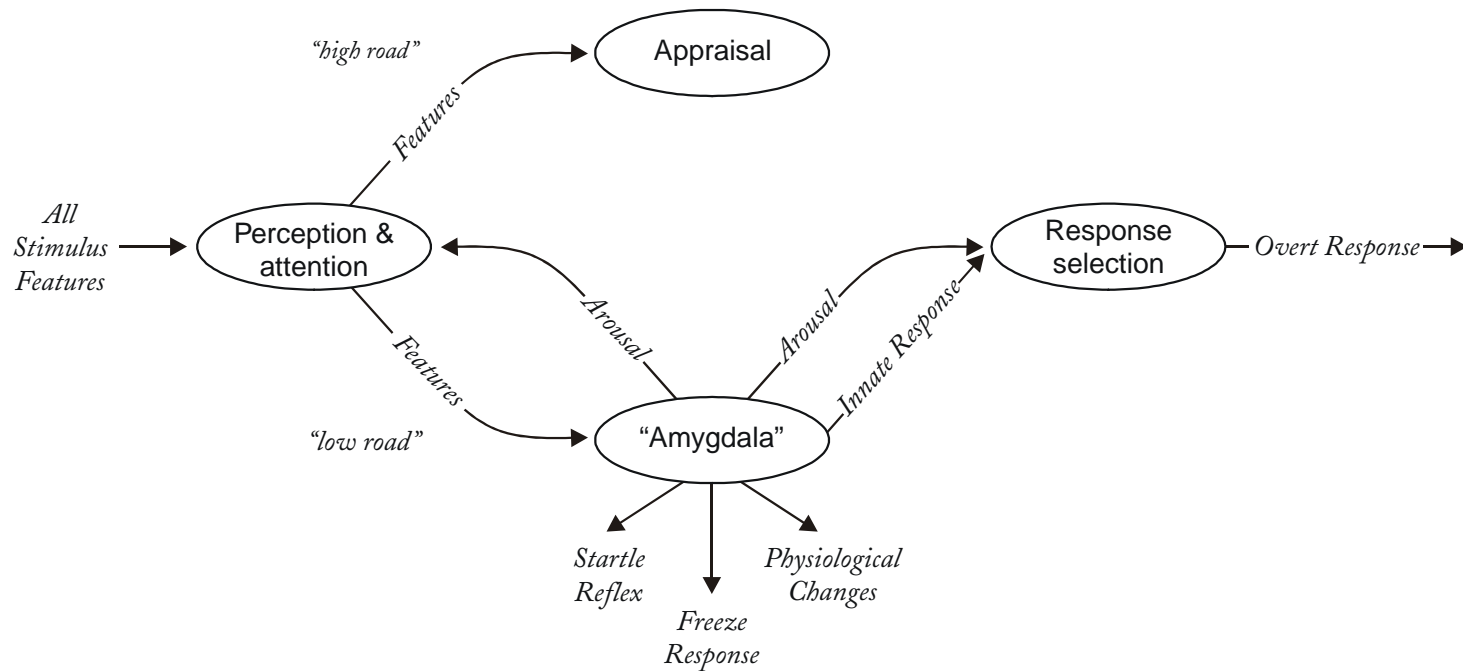 “high road”
Appraisal
Features
All
Stimulus
Features
Perception &
attention
Response
selection
Overt Response
Arousal
Arousal
Innate Response
Features
“low road”
“Amygdala”
Startle
Reflex
Physiological
Changes
Freeze
Response